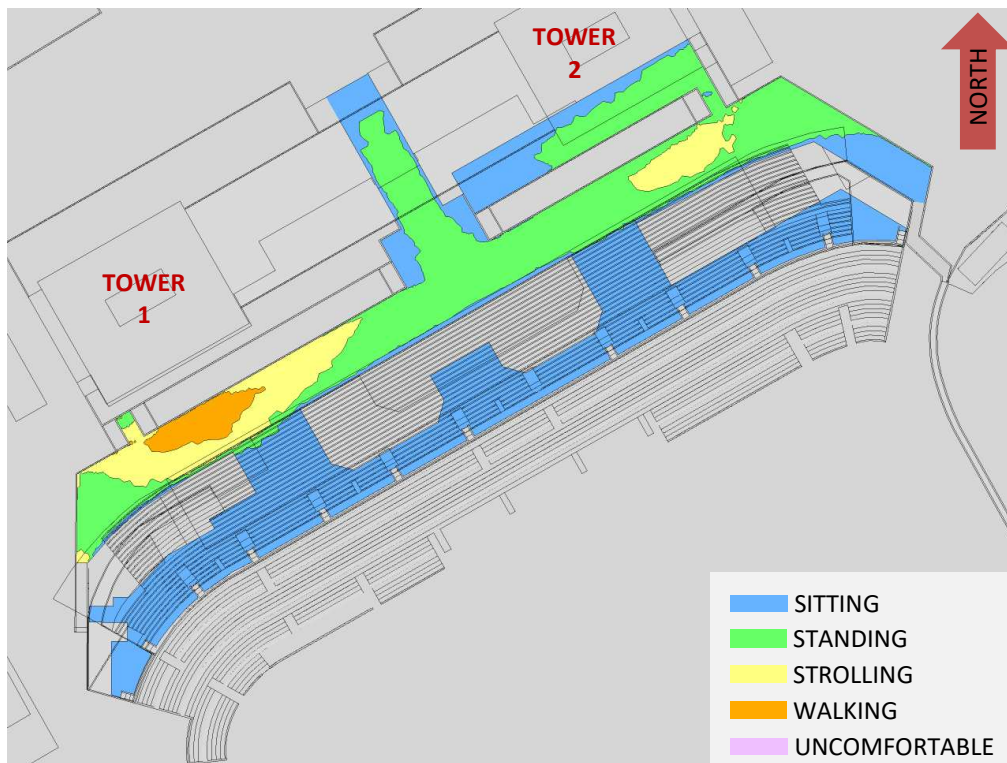 TOWER
2
NORTH
TOWER
1
SITTING
STANDING
STROLLING
WALKING
UNCOMFORTABLE